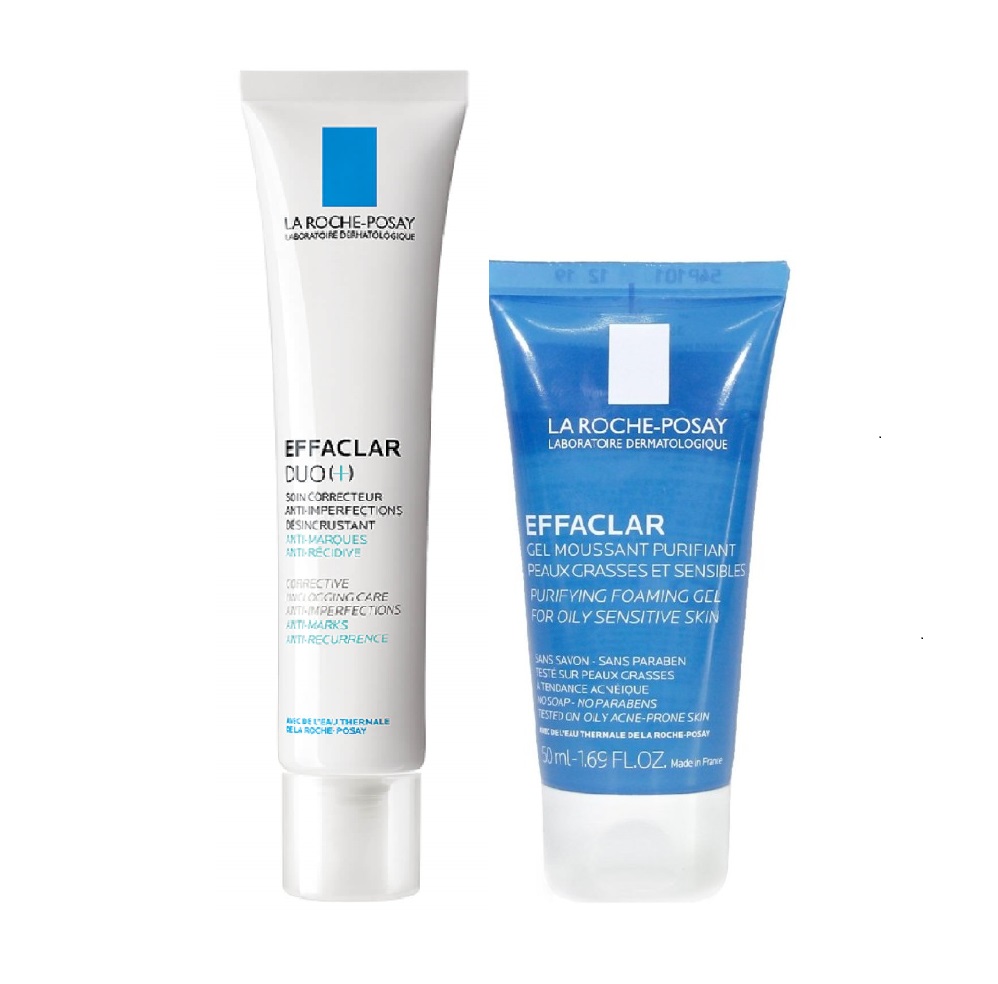 LA ROCHE-POSAY
LABORATOIRE DERMATOLOGIQUE
EFFACLAR
DUO(+)
SOIN CORRECTEUR
ANTI-IMPERFECTIONS
DÉSINCRUSTANT
ANTI-MARQUES
ANTI-RÉCIDIVE
CORRECTIVE
UNCLOGGING CARE
ANTI-IMPERFECTIONS
ANTI-MARKS
ANTI-RECURRENCE
AVEC DE L'EAU THERMALE
DE LA ROCHE-POSAY
54P101 12 19
LA ROCHE-POSAY
LABORATOIRE DERMATOLOGIQUE
EFFACLAR
GEL MOUSSANT PURIFIANT
PEAUX GRASSES ET SENSIBLES
PURIFYING FOAMING GEL
FOR OILY SENSITIVE SKIN
SANS SAVON - SANS PARABEN
TESTÉ SUR PEAUX GRASSES
À TENDANCE ACNÉIQUE
NO SOAP - NO PARABENS
TESTED ON OILY ACNE-PRONE SKIN
AVEC DE L'EAU THERMALE DE LA ROCHE-POSAY
50 ml-1.69 FL.OZ. Made in France